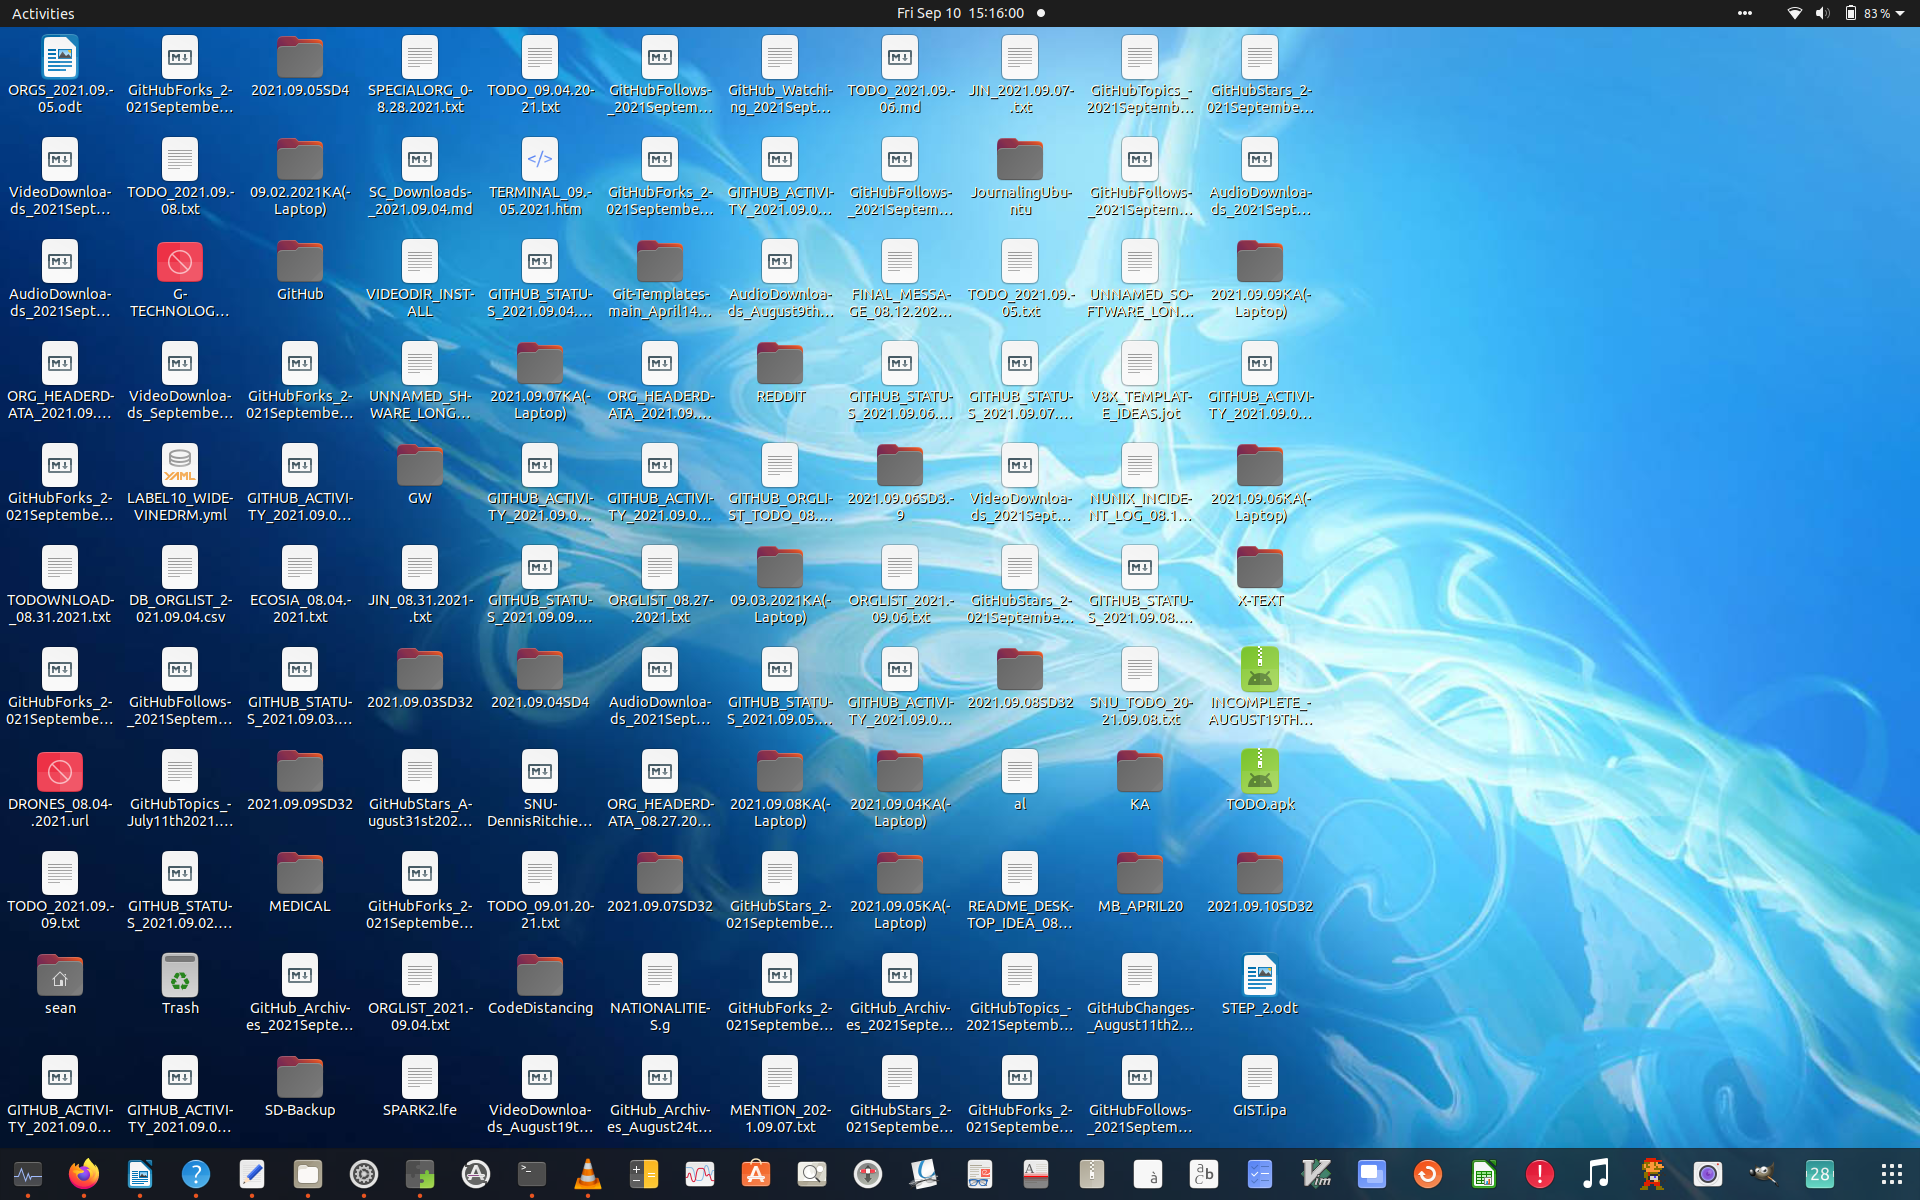 Activities
Fri Sep 10 15:16:00
83 %
ORGS_2021.09.-
05.odt
GitHubForks_2-
021Septembe...
2021.09.05SD4
SPECIALORG_0-
8.28.2021.txt
TODO_09.04.20-
21.txt
GitHubFollows-
_2021Septem...
GitHub_Watchi-
ng_2021Sept...
TODO_2021.09.-
06.md
JIN_2021.09.07-
.txt
GitHubTopics_-
2021Septemb...
GitHubStars_2-
021Septembe...
VideoDownloa-
ds_2021Sept...
TODO_2021.09.-
08.txt
09.02.2021KA(-
Laptop)
SC_Downloads-
_2021.09.04.md
TERMINAL_09.-
05.2021.htm
GitHubForks_2-
021Septembe...
GITHUB_ACTIVI-
TY_2021.09.0...
GitHubFollows-
_2021Septem...
JournalingUbu-
ntu
GitHubFollows-
_2021Septem...
AudioDownloa-
ds_2021Sept...
AudioDownloa-
ds_2021Sept...
G-
TECHNOLOG...
GitHub
VIDEODIR_INST-
ALL
GITHUB_STATU-
S_2021.09.04....
Git-Templates-
main_April14...
AudioDownloa-
ds_August9th...
FINAL_MESSA-
GE_08.12.202...
TODO_2021.09.-
05.txt
UNNAMED_SO-
FTWARE_LON...
2021.09.09KA(-
Laptop)
ORG_HEADERD-
ATA_2021.09....
VideoDownloa-
ds_Septembe...
GitHubForks_2-
021Septembe...
UNNAMED_SH-
WARE_LONG...
2021.09.07KA(-
Laptop)
ORG_HEADERD-
ATA_2021.09....
REDDIT
GITHUB_STATU-
S_2021.09.06....
GITHUB_STATU-
S_2021.09.07....
V8X_TEMPLAT-
E_IDEAS.jot
GITHUB_ACTIVI-
TY_2021.09.0...
GitHubForks_2-
021Septembe...
YAML
LABEL10_WIDE-
VINEDRM.yml
GITHUB_ACTIVI-
TY_2021.09.0...
GW
GITHUB_ACTIVI-
TY_2021.09.0...
GITHUB_ACTIVI-
TY_2021.09.0...
GITHUB_ORGLI-
ST_TODO_08....
2021.09.06SD3.-
9
VideoDownloa-
ds_2021Sept...
NUNIX_INCIDE-
NT_LOG_08.1...
2021.09.06KA(-
Laptop)
TODOWNLOAD-
_08.31.2021.txt
DB_ORGLIST_2-
021.09.04.csv
ECOSIA_08.04.-
2021.txt
JIN_08.31.2021-
.txt
GITHUB_STATU-
S_2021.09.09....
ORGLIST_08.27-
.2021.txt
09.03.2021KA(-
Laptop)
ORGLIST_2021.-
09.06.txt
GitHubStars_2-
021Septembe...
GITHUB_STATU-
S_2021.09.08....
X-TEXT
GitHubForks_2-
021Septembe...
GitHubFollows-
_2021Septem...
GITHUB_STATU-
S_2021.09.03....
2021.09.03SD32
2021.09.04SD4
AudioDownloa-
ds_2021Sept...
GITHUB_STATU-
S_2021.09.05....
GITHUB_ACTIVI-
TY_2021.09.0...
2021.09.08SD32
SNU_TODO_20-
21.09.08.txt
INCOMPLETE_-
AUGUST19TH...
DRONES_08.04-
.2021.url
GitHubTopics_-
July11th2021....
2021.09.09SD32
GitHubStars_A-
ugust31st202...
SNU-
DennisRitchie...
ORG_HEADERD-
ATA_08.27.20...
2021.09.08KA(-
Laptop)
2021.09.04KA(-
Laptop)
al
KA
TODO.apk
TODO_2021.09.-
09.txt
GITHUB_STATU-
S_2021.09.02....
MEDICAL
GitHubForks_2-
021Septembe...
TODO_09.01.20-
21.txt
2021.09.07SD32
GitHubStars_2-
021Septembe...
2021.09.05KA(-
Laptop)
README_DESK-
TOP_IDEA_08...
MB_APRIL20
2021.09.10SD32
sean
Trash
GitHub_Archiv-
es_2021Septe...
ORGLIST_2021.-
09.04.txt
CodeDistancing
NATIONALITIE-
S.g
GitHubForks_2-
021Septembe...
GitHub_Archiv-
es_2021Septe...
GitHubTopics_-
2021Septemb...
GitHubChanges-
_August11th2...
STEP_2.odt
GITHUB_ACTIVI-
TY_2021.09.0...
GITHUB_ACTIVI-
TY_2021.09.0...
SD-Backup
SPARK2.lfe
VideoDownloa-
ds_August19t...
GitHub_Archiv-
es_August24t...
MENTION_202-
1.09.07.txt
GitHubStars_2-
021Septembe...
GitHubForks_2-
021Septembe...
GitHubFollows-
_2021Septem...
GIST.ipa
28